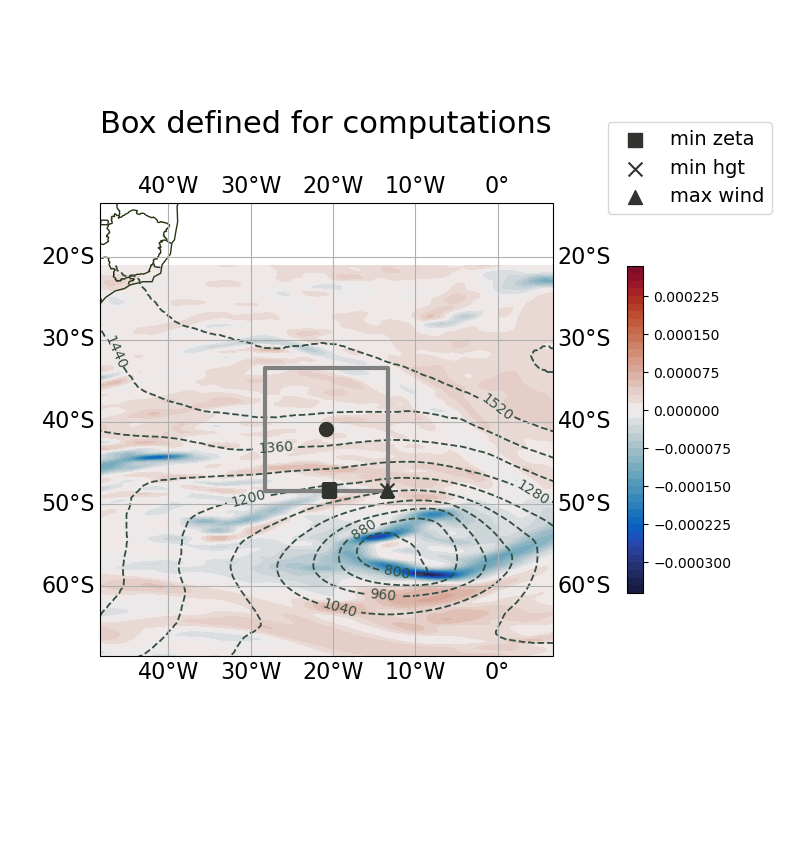 Box defined for computations
min zeta
min hgt
max wind
40°W 30°W 20°W 10°W 0°
20°S 20°S
30°S 30°S
40°S 40°S
50°S 50°S
60°S 60°S
1440
1520
1360
1280
1200
880
800
960
1040
40°W 30°W 20°W 10°W 0°
0.000225
0.000150
0.000075
0.000000
−0.000075
−0.000150
−0.000225
−0.000300